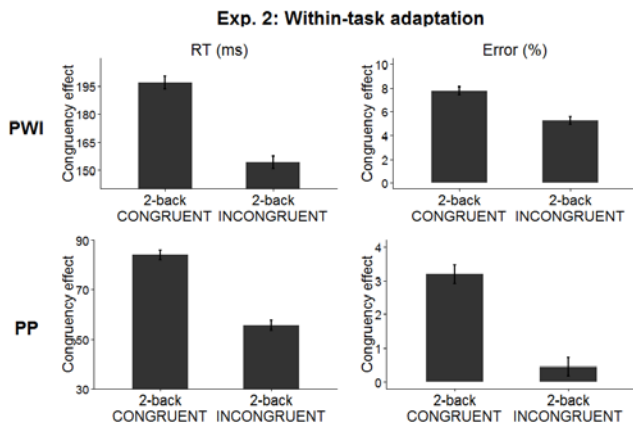 Exp. 2: Within-task adaptation
RT (ms)
Error (%)
PWI
Congruency effect
195
180
165
150
2-back
CONGRUENT
2-back
INCONGRUENT
Congruency effect
10
8
6
4
2
0
2-back
CONGRUENT
2-back
INCONGRUENT
PP
Congruency effect
90
70
50
30
2-back
CONGRUENT
2-back
INCONGRUENT
Congruency effect
4
3
2
1
0
2-back
CONGRUENT
2-back
INCONGRUENT